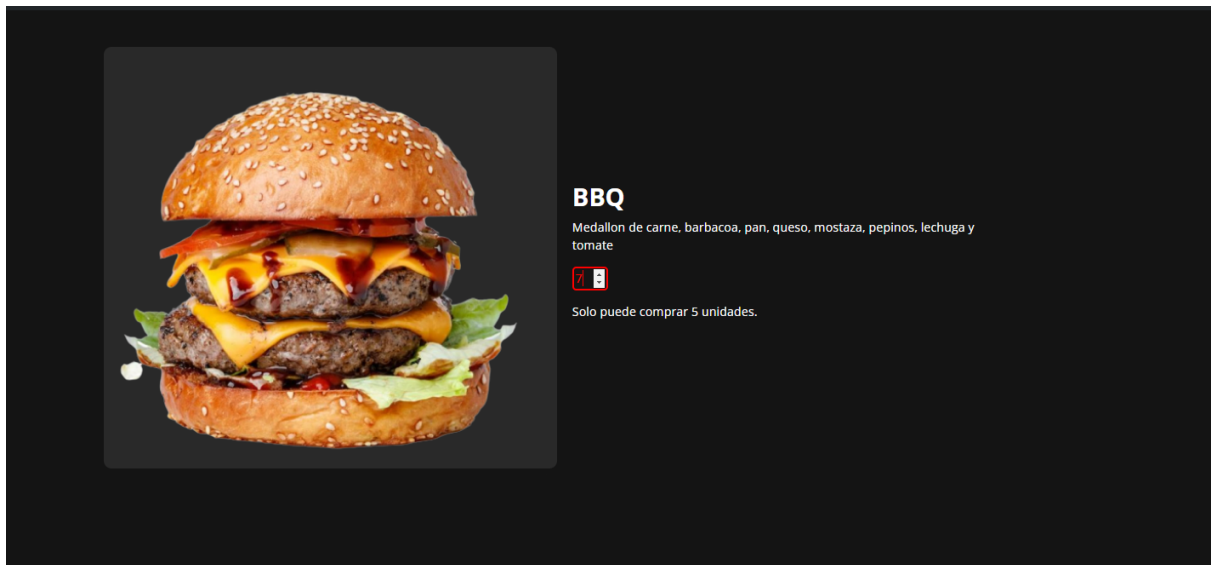 BBQ
Medallon de carne, barbacoa, pan, queso, mostaza, pepinos, lechuga y
tomate
7
Solo puede comprar 5 unidades.